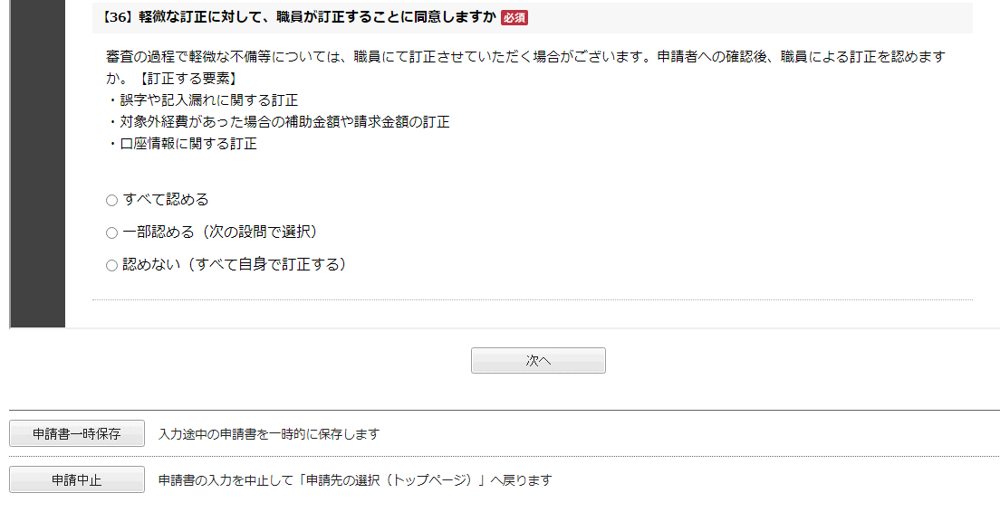 【36】軽微な訂正に対して、職員が訂正することに同意しますか 必須
審査の過程で軽微な不備等については、職員にて訂正させていただく場合がございます。申請者への確認後、職員による訂正を認めます
か。【訂正する要素】
・誤字や記入漏れに関する訂正
・対象外経費があった場合の補助金額や請求金額の訂正
・口座情報に関する訂正
すべて認める
一部認める（次の設問で選択）
認めない（すべて自身で訂正する）
次へ
申請書一時保存 入力途中の申請書を一時的に保存します
申請中止 申請書の入力を中止して「申請先の選択（トップページ）」へ戻ります